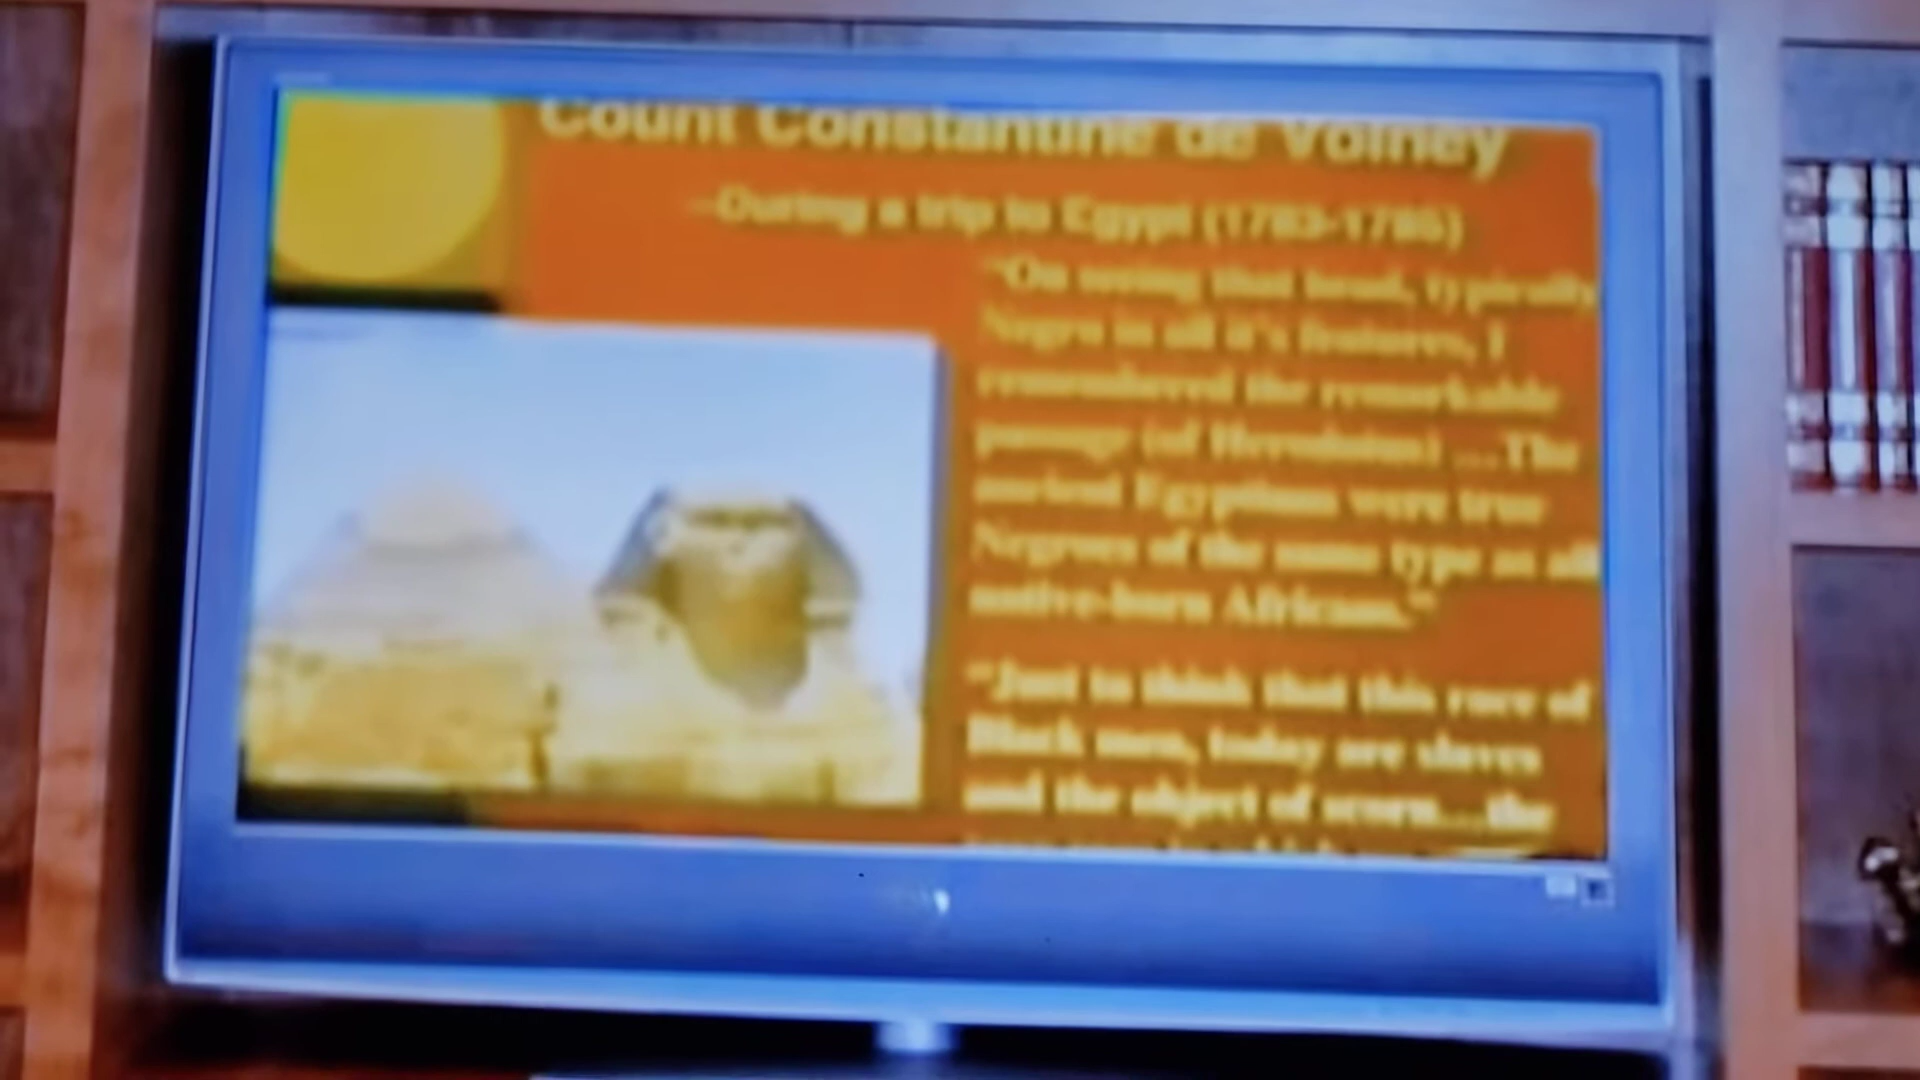 Count Constantine de Volney
--During a trip to Egypt (1783-1785)
"On seeing that head, typically
Negro in all it's features, I
remembered the remarkable
passage (of Herodotus) ....The
ancient Egyptians were true
Negroes of the same type as all
native-born Africans."
"Just to think that this race of
Black men, today are slaves
and the object of scorn....the